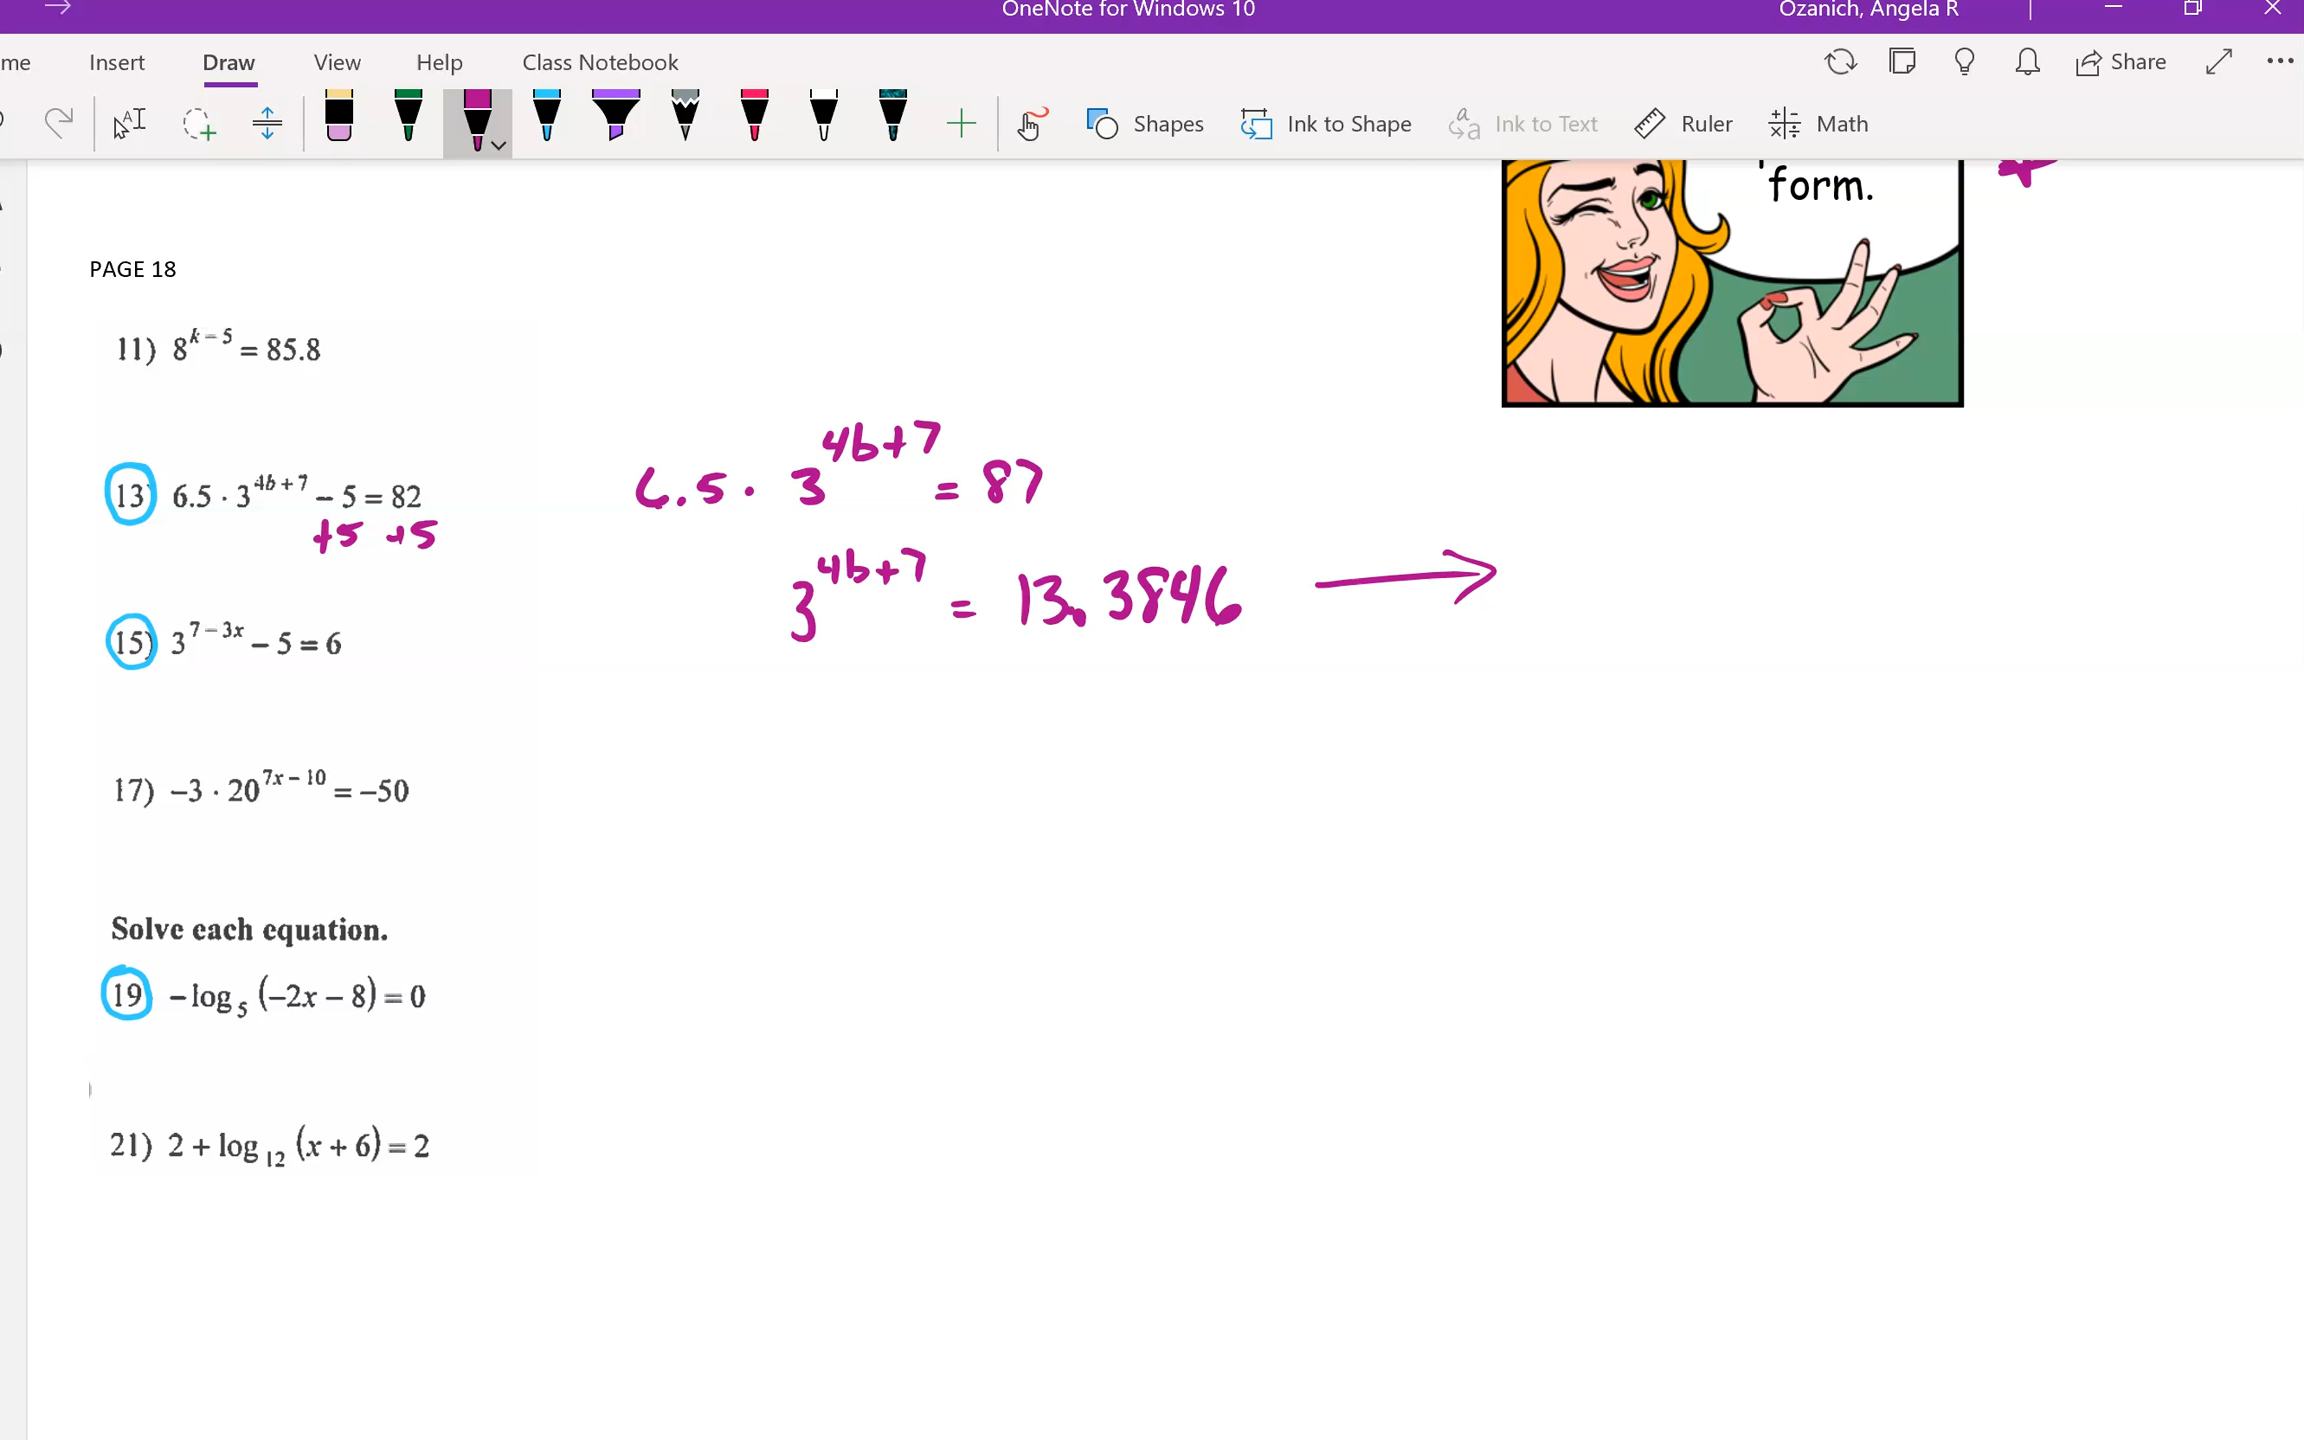 OneNote for Windows 10
Ozanich, Angela R
me Insert Draw View Help Class Notebook
Share
Shapes Ink to Shape Ink to Text Ruler Math
form.
PAGE 18
11) 8^{k-5} = 85.8
6.5 · 3^{4b+7} = 87
13) 6.5 · 3^{4b+7} - 5 = 82
+5 +5
3^{4b+7} = 13.3846
15) 3^{7-3x} - 5 = 6
17) -3 · 20^{7x-10} = -50
Solve each equation.
19) -log_5 (-2x - 8) = 0
21) 2 + log_{12} (x + 6) = 2